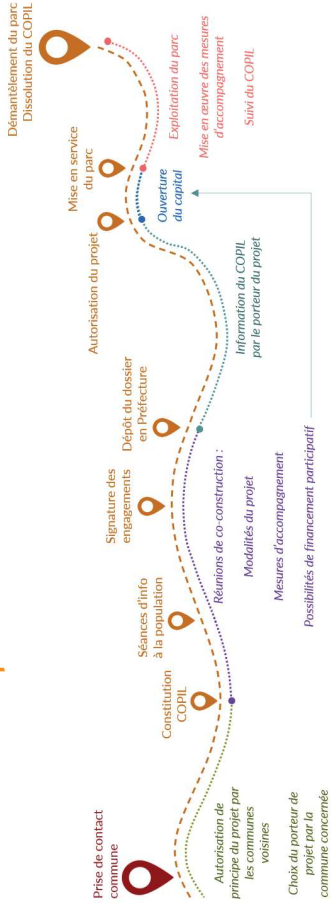 Prise de contact
commune
Autorisation de
principe du projet par
les communes
voisines
Choix du porteur de
projet par la
commune concernée
Constitution
COPIL
Séances d'info
à la population
Signature des
engagements
Dépôt du dossier
en Préfecture
Réunions de co-construction :
Modalités du projet
Mesures d'accompagnement
Possibilités de financement participatif
Autorisation du projet
Information du COPIL
par le porteur du projet
Mise en service
du parc
Ouverture
du capital
Démantèlement du parc
Dissolution du COPIL
Exploitation du parc
Mise en œuvre des mesures
d'accompagnement
Suivi du COPIL